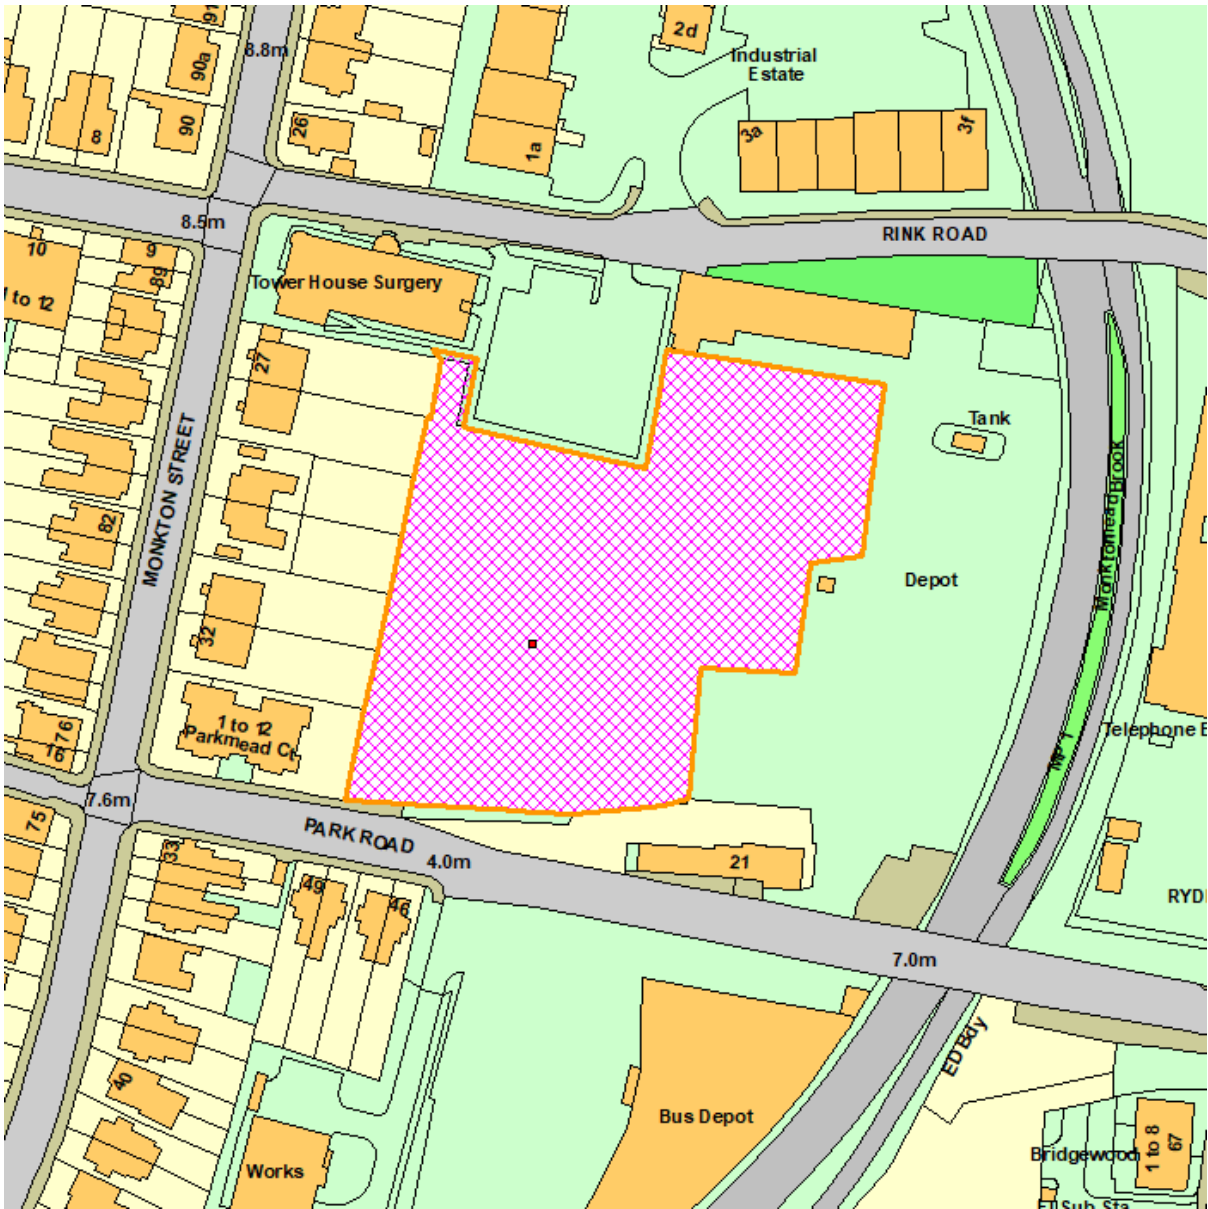 91
2d
8.8m
90a
Industrial
Estate
8
90
26
1a
3a
3f
8.5m
RINK ROAD
10
9
89
Tower House Surgery
1 to 12
27
Tank
MONKTON STREET
Monktonmead Brook
82
Depot
32
1 to 12
Parkmead Ct
76
16
MP 1
Telephone E
7.6m
75
PARK ROAD
33
4.0m
21
49
46
RYD
7.0m
ED Bdy
40
Bus Depot
Works
Bridgewood
1 to 8
67
El Sub Sta